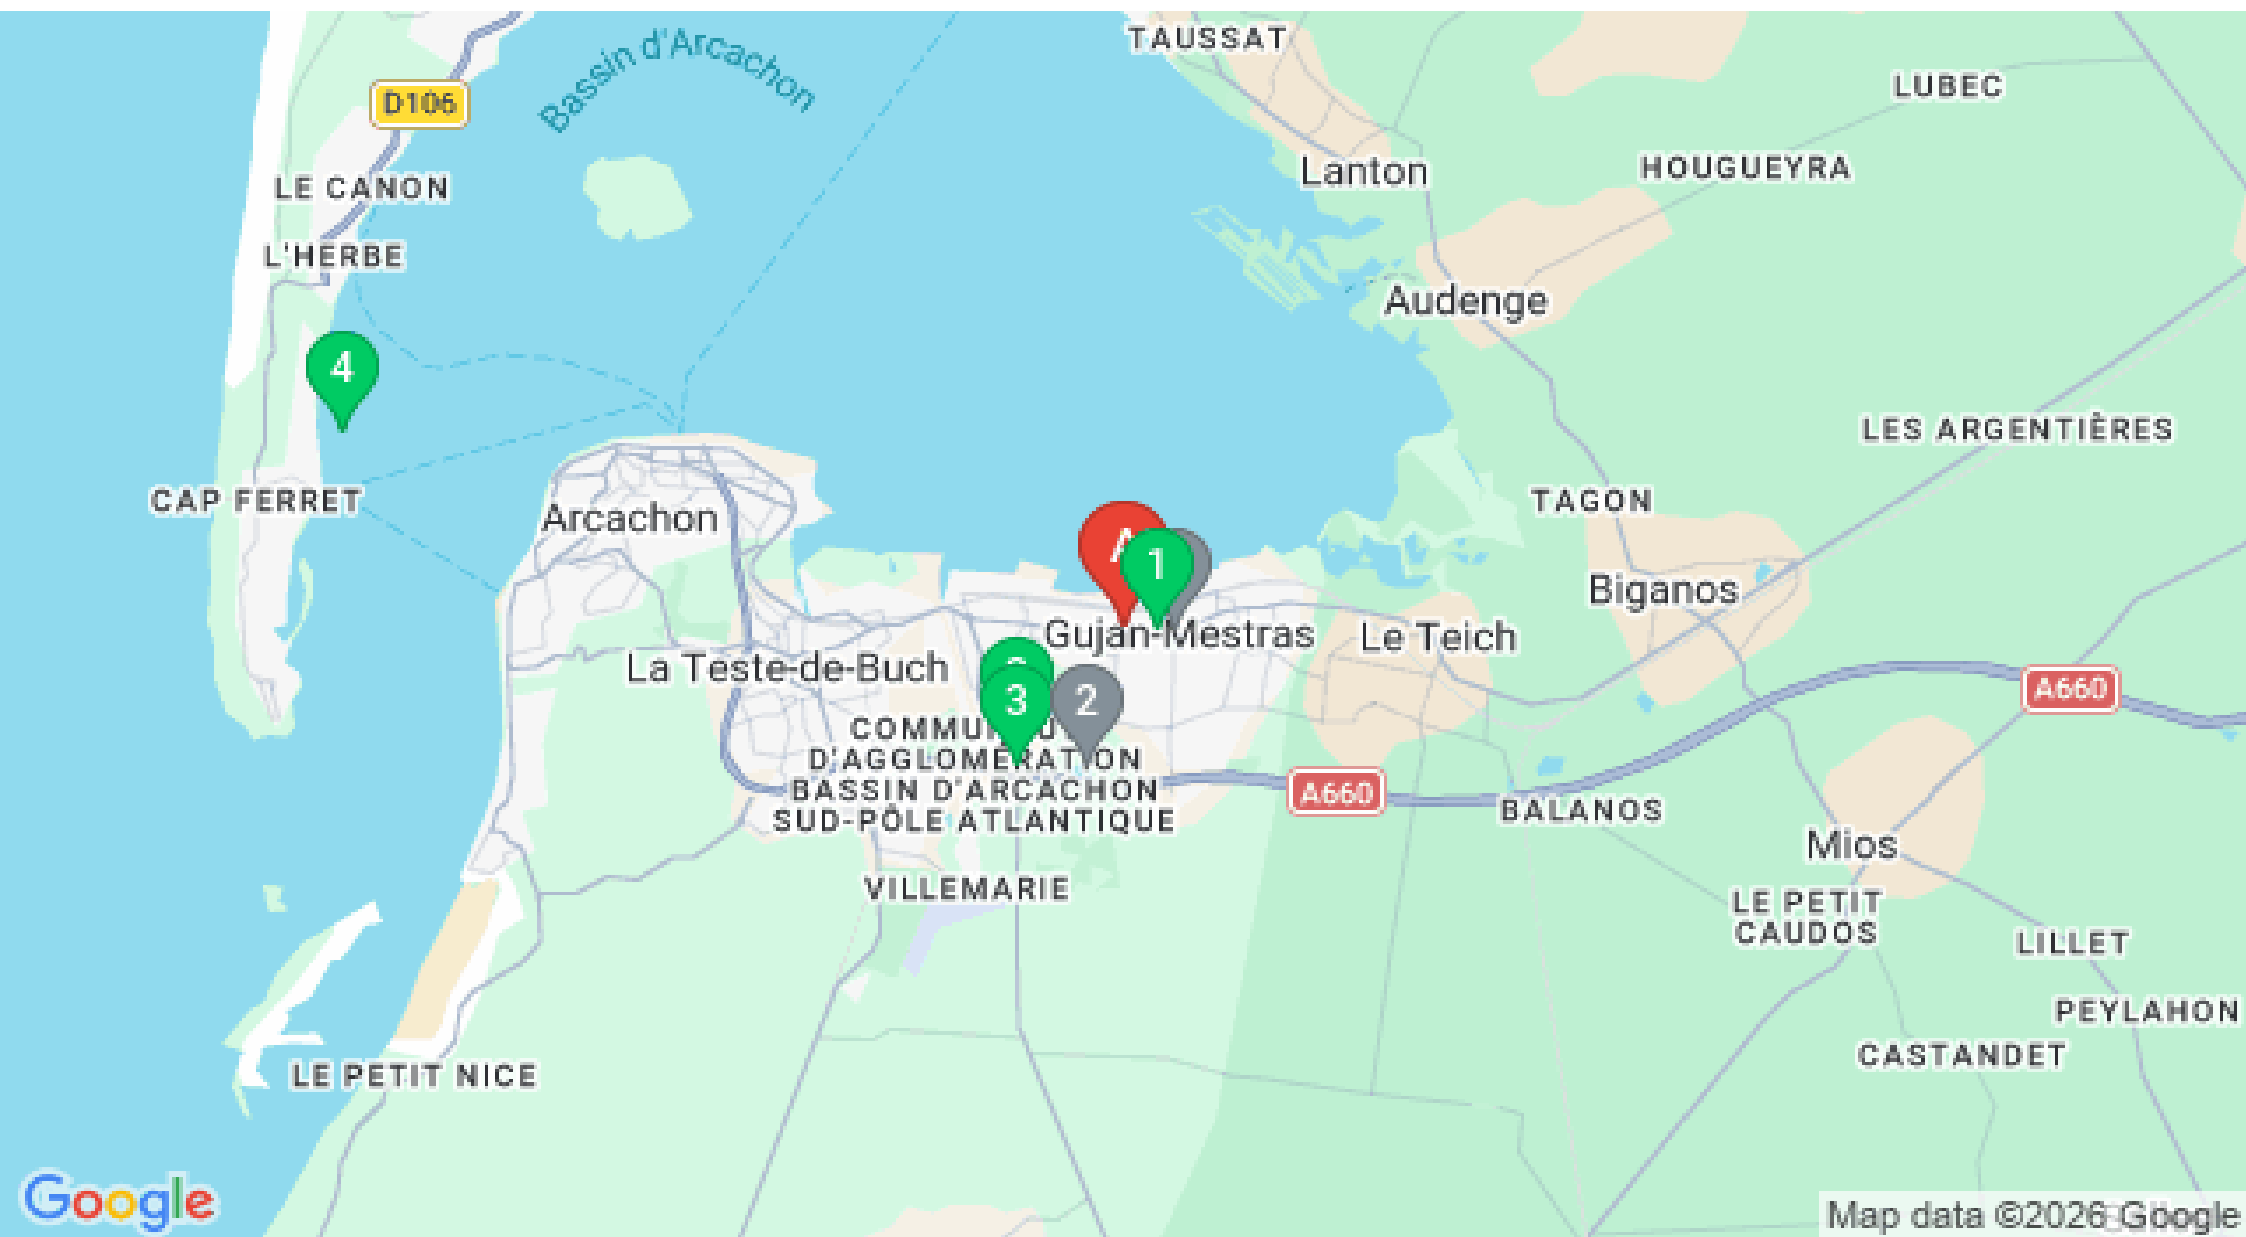 TAUSSAT
Bassin d'Arcachon
LUBEC
D106
HOUGUEYRA
Lanton
LE CANON
L'HERBE
Audenge
4
LES ARGENTIÈRES
CAP FERRET
TAGON
Arcachon
A
1
Biganos
Gujan-Mestras
Le Teich
La Teste-de-Buch
A660
3
2
D'AGGLOMÉRATION
BASSIN D'ARCACHON
A660
SUD-PÔLE ATLANTIQUE
BALANOS
Mios
VILLEMARIE
LE PETIT
CAUDOS
LILLET
PEYLAHON
CASTANDET
LE PETIT NICE
Google
Map data ©2026 Google